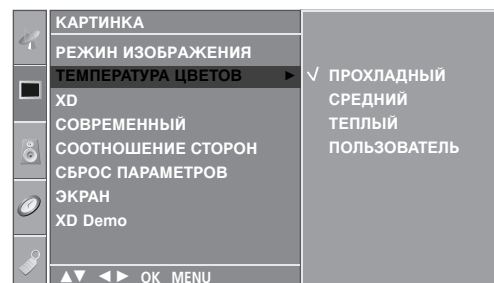 КАРТИНКА
РЕЖИН ИЗОБРАЖЕНИЯ
ТЕМПЕРАТУРА ЦВЕТОВ ►
XD
СОВРЕМЕННЫЙ
СООТНОШЕНИЕ СТОРОН
СБРОС ПАРАМЕТРОВ
ЭКРАН
XD Demo
√ ПРОХЛАДНЫЙ
СРЕДНИЙ
ТЕПЛЫЙ
ПОЛЬЗОВАТЕЛЬ
▲▼ ◄► OK MENU